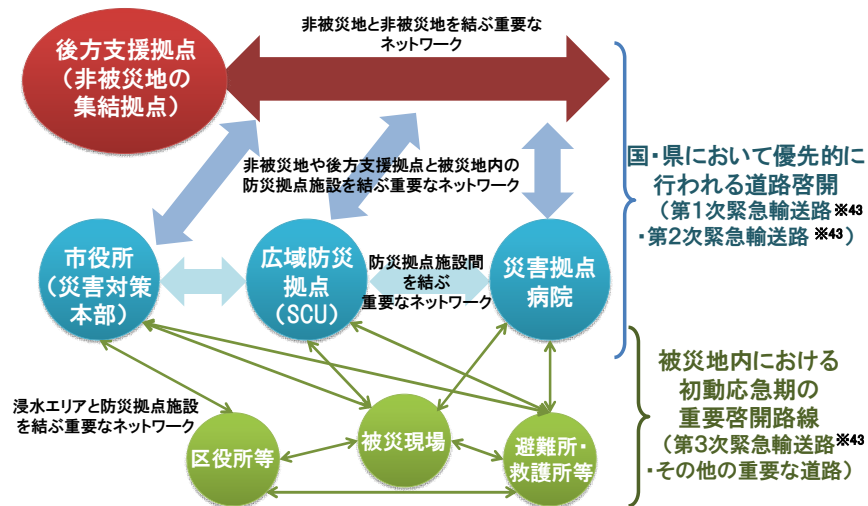 非被災地と非被災地を結ぶ重要な
ネットワーク
後方支援拠点
（非被災地の
集結拠点）
非被災地や後方支援拠点と被災地内の
防災拠点施設を結ぶ重要なネットワーク
国・県において優先的に
行われる道路啓開
（第1次緊急輸送路※43
・第2次緊急輸送路※43）
市役所
（災害対策
本部）
広域防災
拠点
（SCU）
防災拠点施設間
を結ぶ
重要なネットワーク
災害拠点
病院
浸水エリアと防災拠点施設
を結ぶ重要なネットワーク
区役所等
被災現場
避難所・
救護所等
被災地内における
初動応急期の
重要啓開路線
（第3次緊急輸送路※43
・その他の重要な道路）